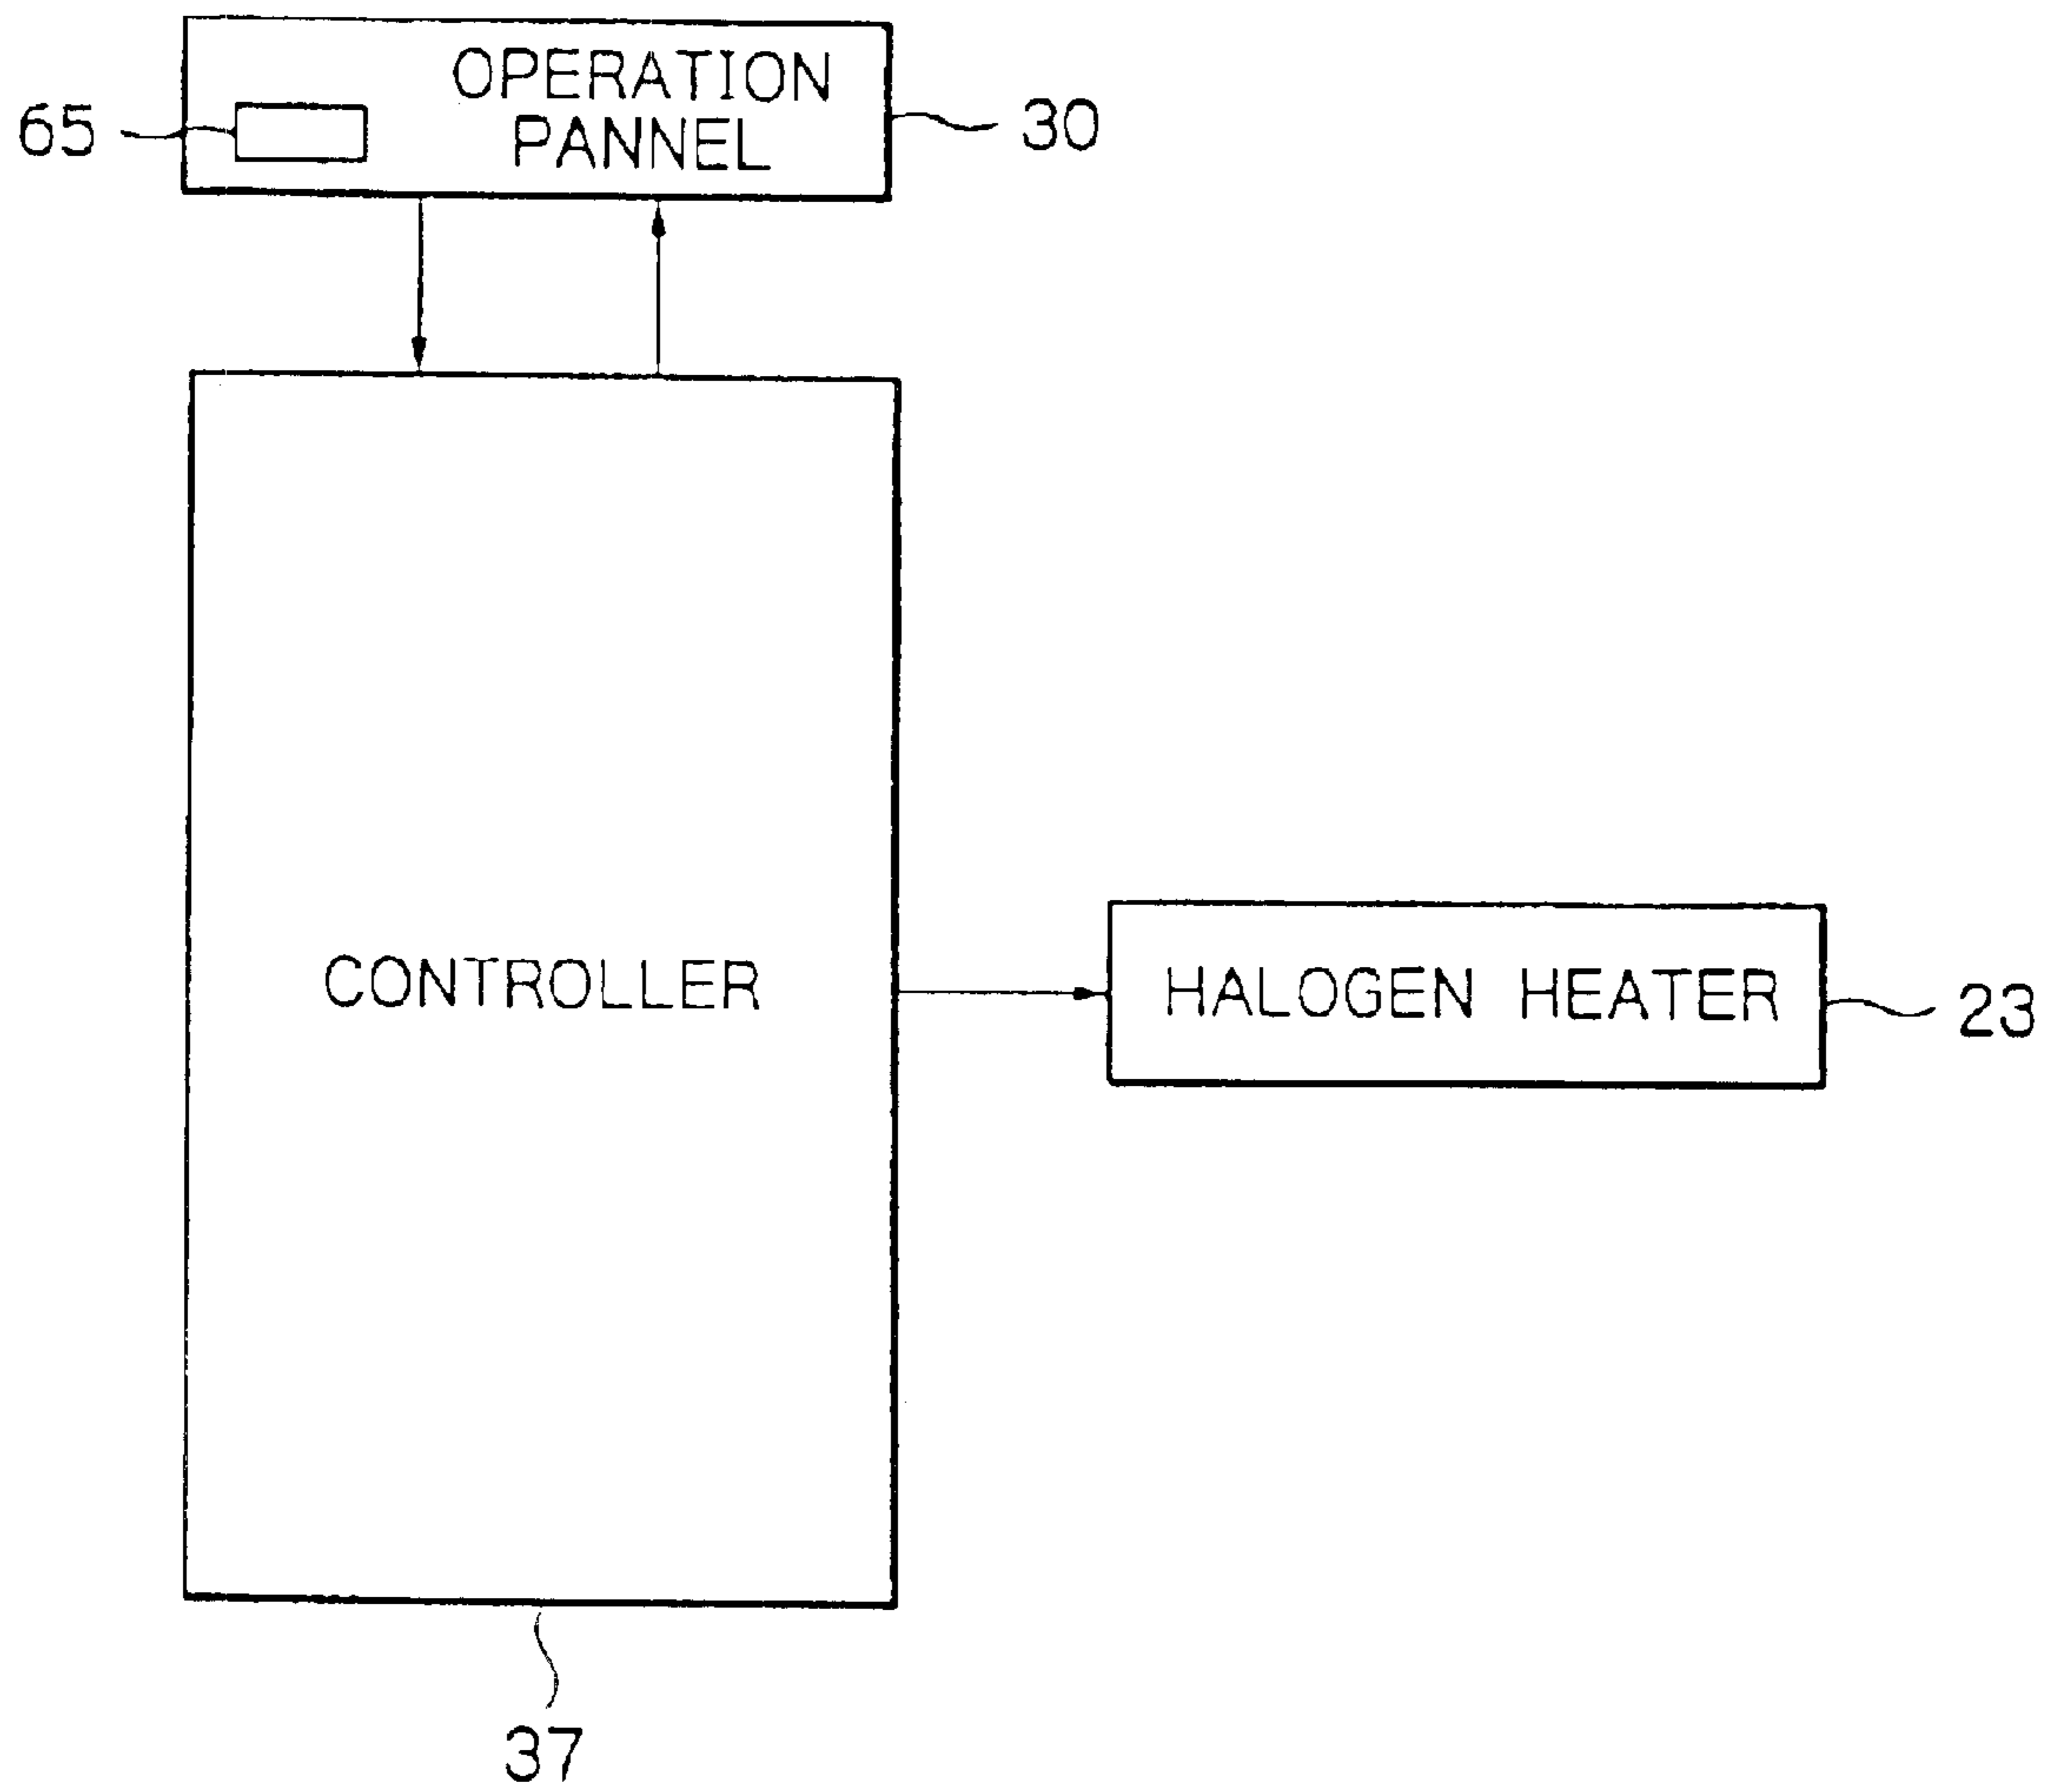 OPERATION
PANNEL
65
30
CONTROLLER
HALOGEN HEATER
23
37